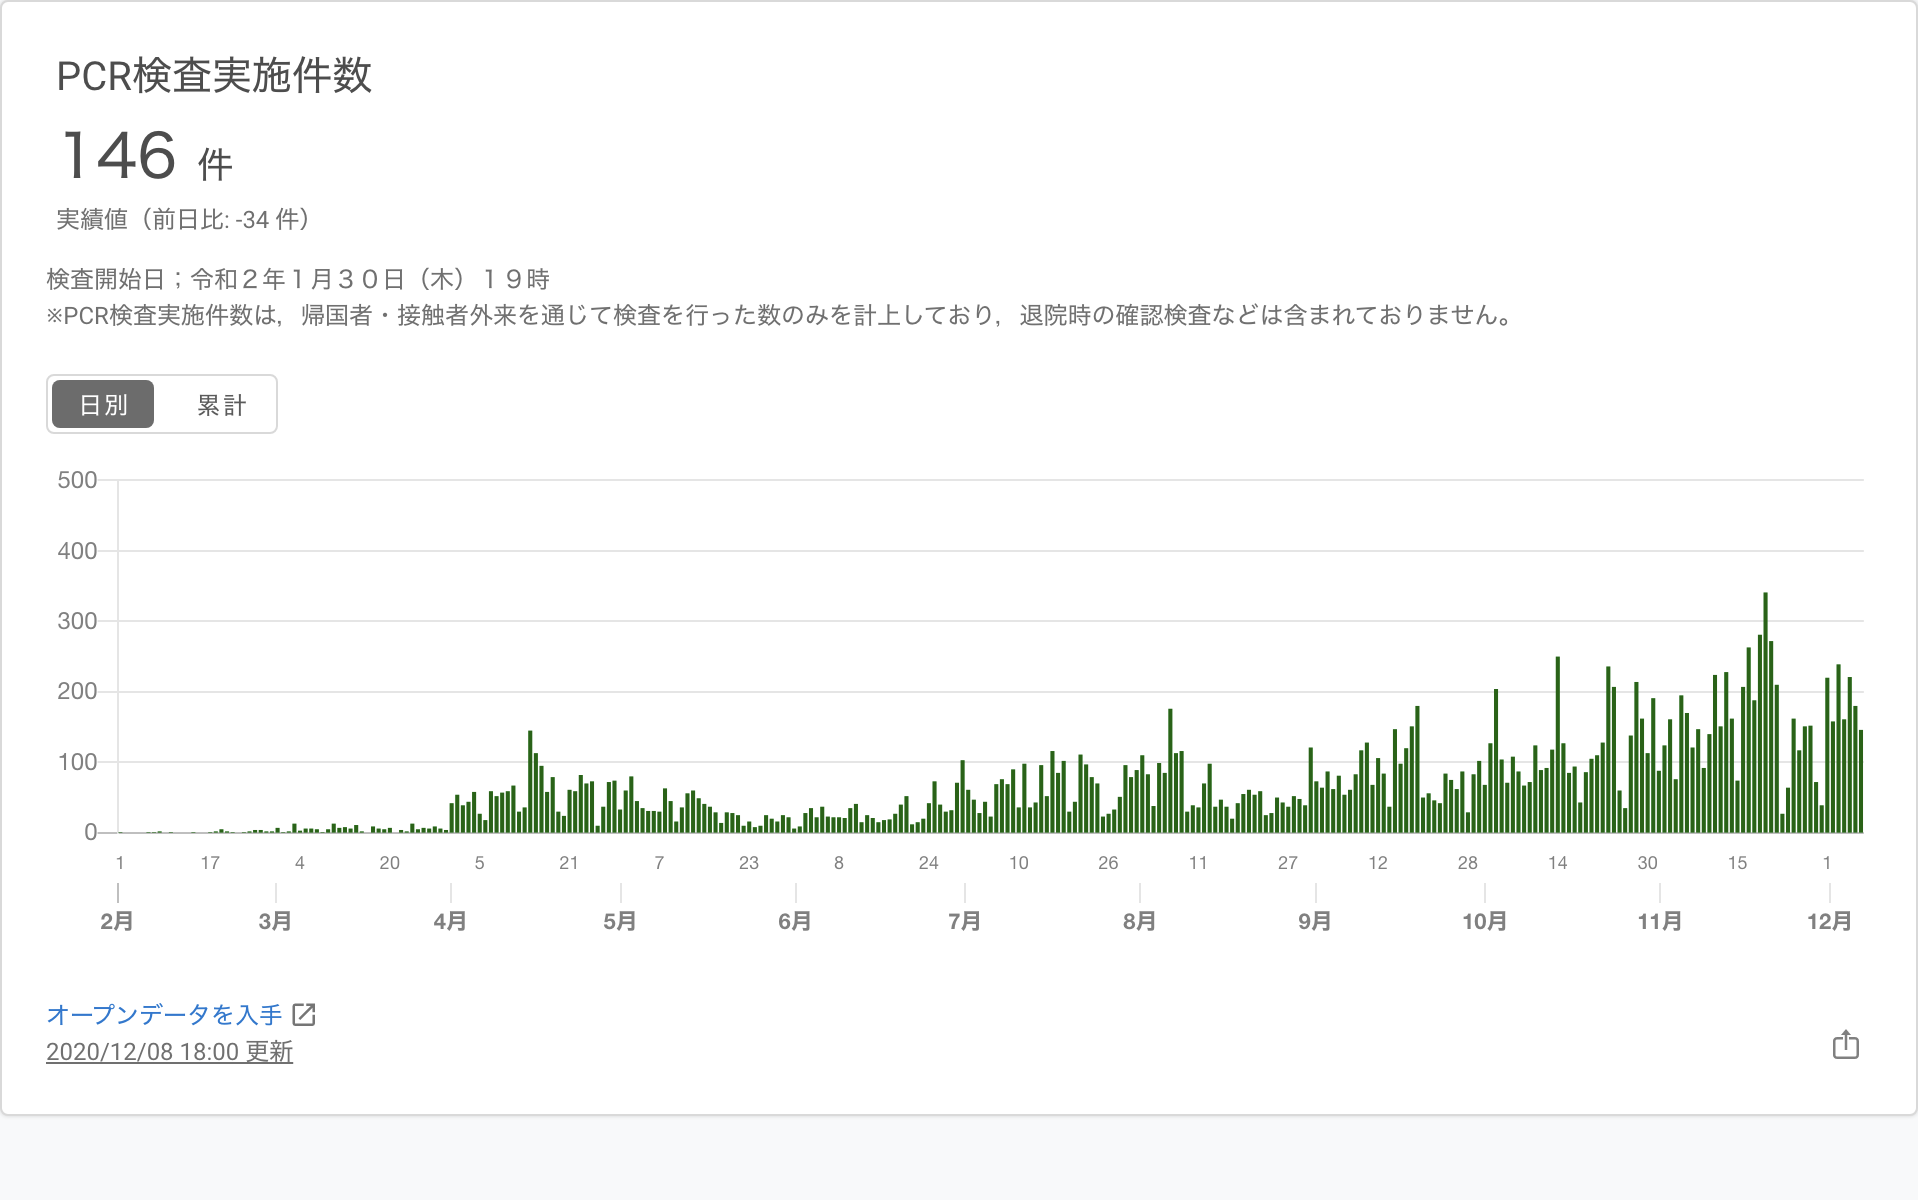 PCR検査実施件数
146 件
実績値（前日比: -34 件）
検査開始日；令和２年１月３０日（木）１９時
※PCR検査実施件数は，帰国者・接触者外来を通じて検査を行った数のみを計上しており，退院時の確認検査などは含まれておりません。
日別 累計
500
400
300
200
100
0
1 17 4 20 5 21 7 23 8 24 10 26 11 27 12 28 14 30 15 1
2月 3月 4月 5月 6月 7月 8月 9月 10月 11月 12月
オープンデータを入手
2020/12/08 18:00 更新